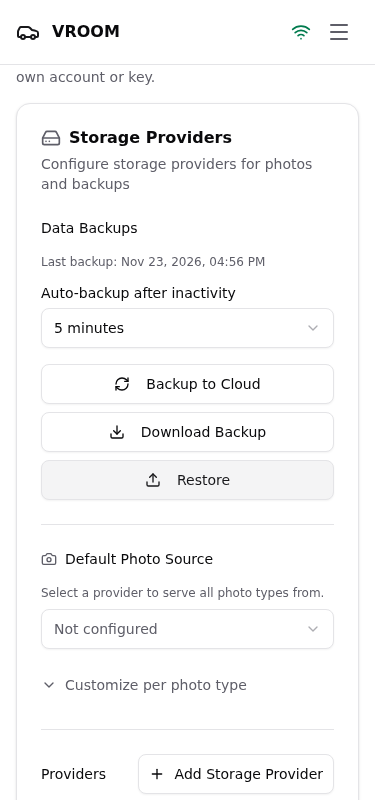 VROOM
own account or key.
Storage Providers
Configure storage providers for photos
and backups
Data Backups
Last backup: Nov 23, 2026, 04:56 PM
Auto-backup after inactivity
5 minutes
Backup to Cloud
Download Backup
Restore
Default Photo Source
Select a provider to serve all photo types from.
Not configured
Customize per photo type
Providers
Add Storage Provider